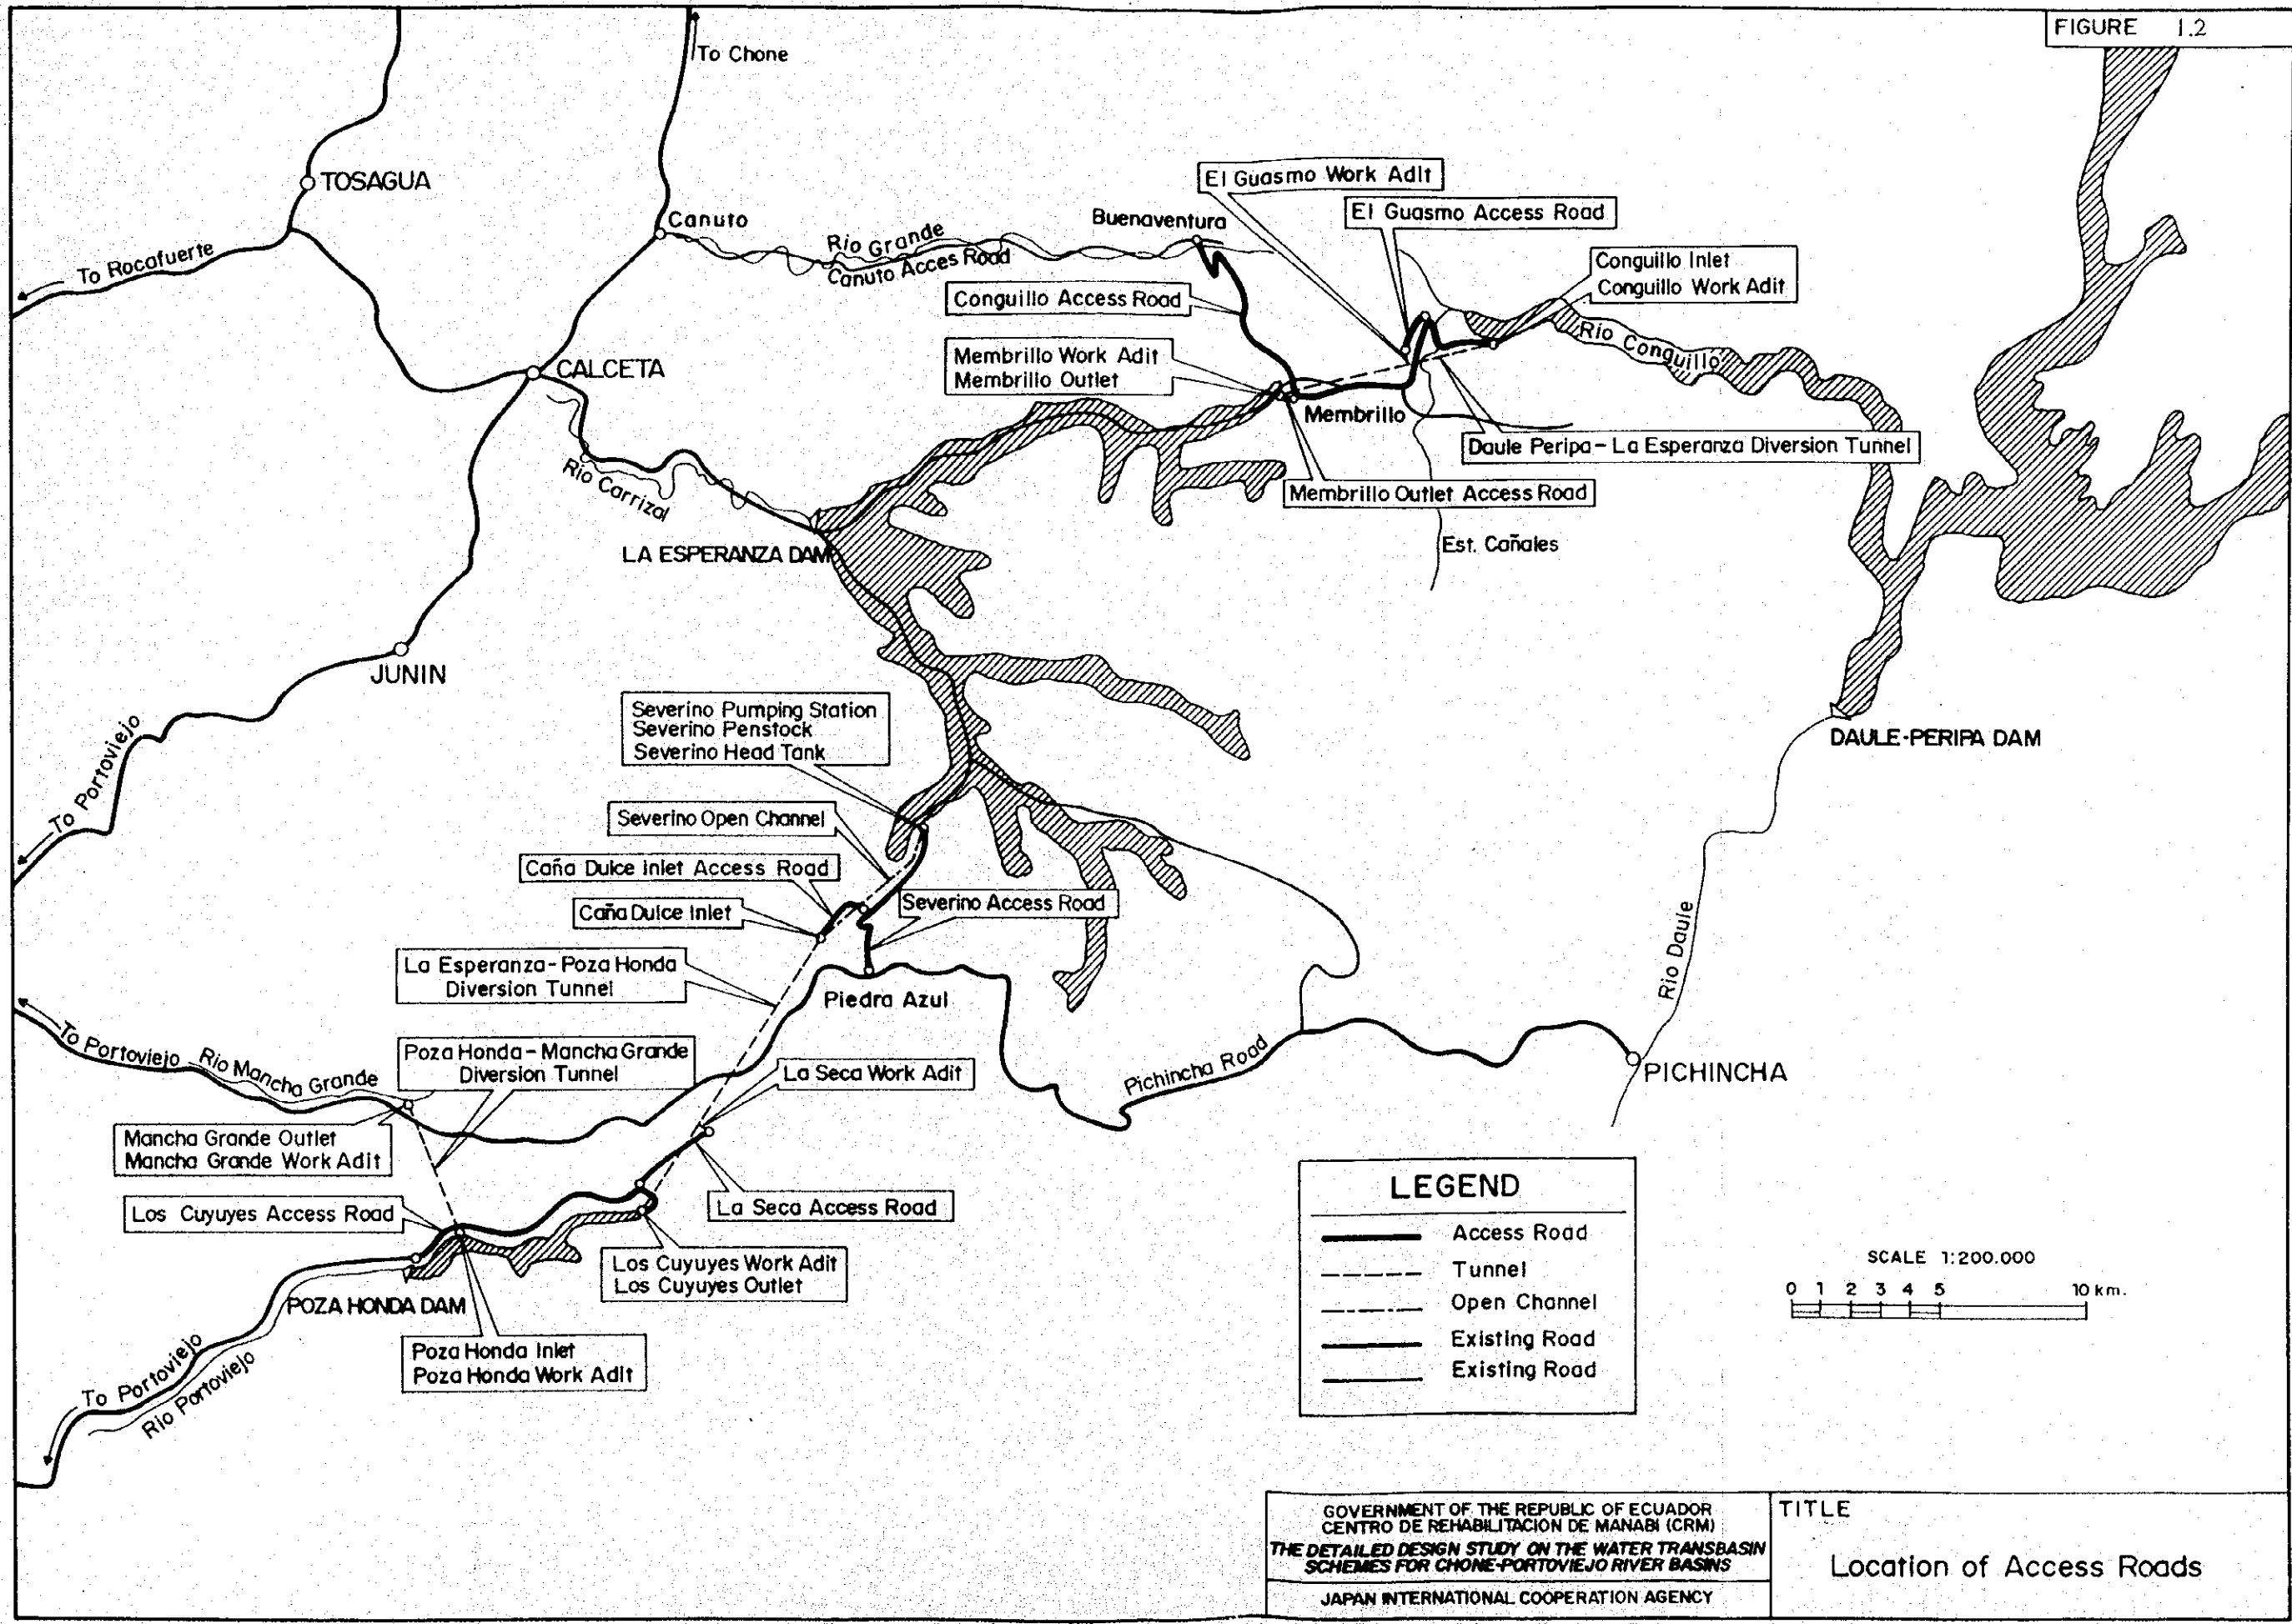 FIGURE 1.2
To Chone
TOSAGUA
To Rocafuerte
Canuto
Río Grande
Canuto Acces Road
Buenaventura
El Guasmo Work Adit
El Guasmo Access Road
Conguillo Inlet
Conguillo Work Adit
Conguillo Access Road
Río Conguillo
Membrillo Work Adit
Membrillo Outlet
CALCETA
Membrillo
Daule Peripa - La Esperanza Diversion Tunnel
Río Carrizal
Membrillo Outlet Access Road
LA ESPERANZA DAM
Est. Cañales
JUNIN
Severino Pumping Station
Severino Penstock
Severino Head Tank
DAULE-PERIPA DAM
To Portoviejo
Severino Open Channel
Caña Dulce Inlet Access Road
Caña Dulce Inlet
Severino Access Road
Río Daule
La Esperanza - Poza Honda
Diversion Tunnel
Piedra Azul
To Portoviejo
Río Mancha Grande
Poza Honda - Mancha Grande
Diversion Tunnel
La Seca Work Adit
Pichincha Road
PICHINCHA
Mancha Grande Outlet
Mancha Grande Work Adit
Los Cuyuyes Access Road
La Seca Access Road
Los Cuyuyes Work Adit
Los Cuyuyes Outlet
POZA HONDA DAM
Poza Honda Inlet
Poza Honda Work Adit
To Portoviejo
Río Portoviejo
LEGEND
Access Road
Tunnel
Open Channel
Existing Road
Existing Road
SCALE 1:200.000
0 1 2 3 4 5 10 km.
GOVERNMENT OF THE REPUBLIC OF ECUADOR
CENTRO DE REHABILITACION DE MANABI (CRM)
THE DETAILED DESIGN STUDY ON THE WATER TRANSBASIN
SCHEMES FOR CHONE-PORTOVIEJO RIVER BASINS
JAPAN INTERNATIONAL COOPERATION AGENCY
TITLE
Location of Access Roads